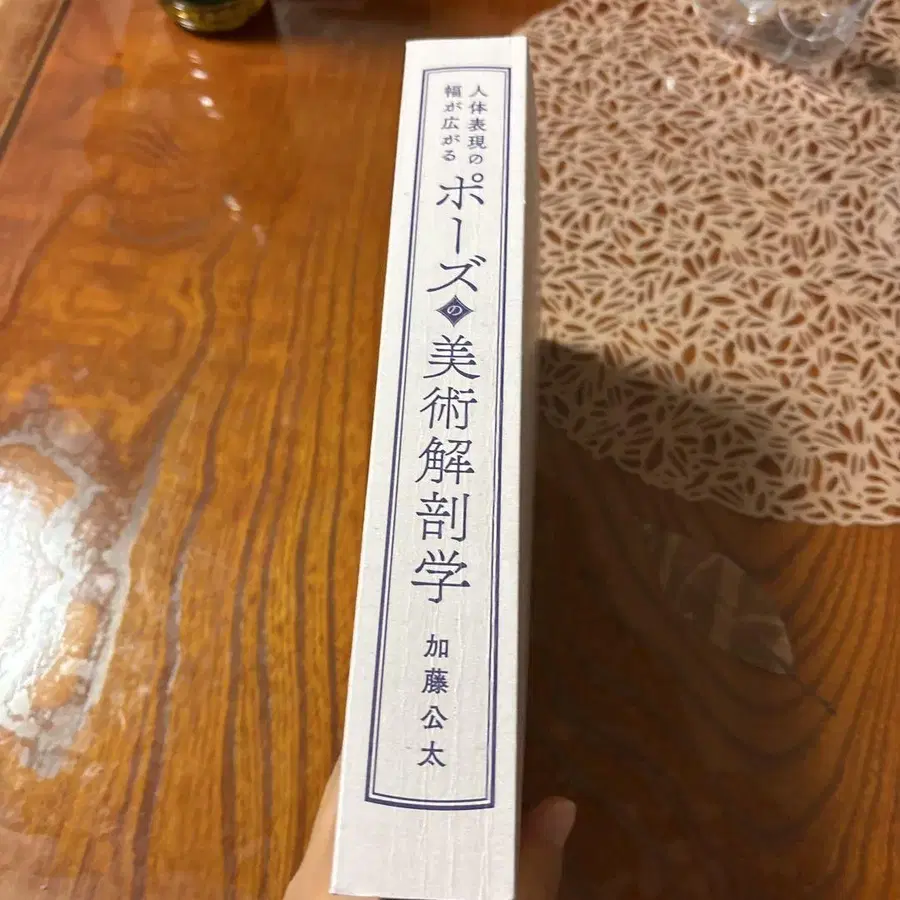 人体表現の
幅が広がる
ポーズの美術解剖学
加藤公太